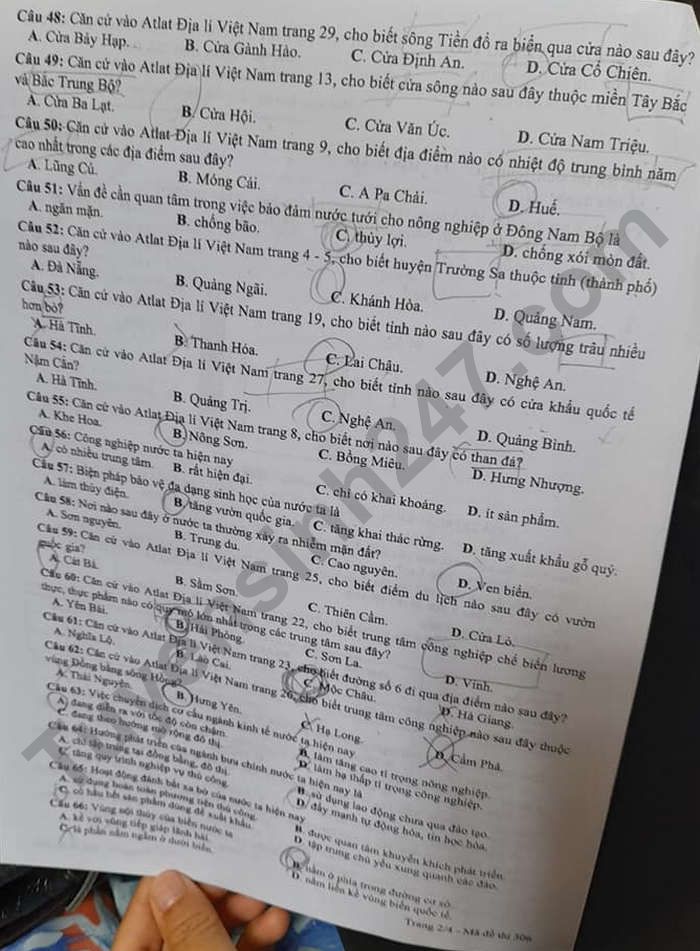 Câu 48: Căn cứ vào Atlat Địa lí Việt Nam trang 29, cho biết sông Tiền đổ ra biển qua cửa nào sau đây?
A. Cửa Bảy Háp. B. Cửa Gành Hào. C. Cửa Định An. D. Cửa Cổ Chiên.
Câu 49: Căn cứ vào Atlat Địa lí Việt Nam trang 13, cho biết cửa sông nào sau đây thuộc miền Tây Bắc
và Bắc Trung Bộ?
A. Cửa Ba Lạt. B. Cửa Hội. C. Cửa Văn Úc. D. Cửa Nam Triệu.
Câu 50: Căn cứ vào Atlat Địa lí Việt Nam trang 9, cho biết địa điểm nào có nhiệt độ trung bình năm
cao nhất trong các địa điểm sau đây?
A. Lũng Cú. B. Móng Cái. C. A Pa Chải. D. Huế.
Câu 51: Vấn đề cần quan tâm trong việc bảo đảm nước tưới cho nông nghiệp ở Đông Nam Bộ là
A. ngăn mặn. B. chống bão. C. thủy lợi. D. chống xói mòn đất.
Câu 52: Căn cứ vào Atlat Địa lí Việt Nam trang 4 - 5, cho biết huyện Trường Sa thuộc tỉnh (thành phố)
nào sau đây?
A. Đà Nẵng. B. Quảng Ngãi. C. Khánh Hòa. D. Quảng Nam.
Câu 53: Căn cứ vào Atlat Địa lí Việt Nam trang 19, cho biết tỉnh nào sau đây có số lượng trâu nhiều
hơn bò?
A. Hà Tĩnh. B. Thanh Hóa. C. Lai Châu. D. Nghệ An.
Câu 54: Căn cứ vào Atlat Địa lí Việt Nam trang 27, cho biết tỉnh nào sau đây có cửa khẩu quốc tế
Nậm Cắn?
A. Hà Tĩnh. B. Quảng Trị. C. Nghệ An. D. Quảng Bình.
Câu 55: Căn cứ vào Atlat Địa lí Việt Nam trang 8, cho biết nơi nào sau đây có than đá?
A. Khe Hoa. B. Nông Sơn. C. Bồng Miêu. D. Hưng Nhượng.
Câu 56: Công nghiệp nước ta hiện nay
A. có nhiều trung tâm. B. rất hiện đại. C. chỉ có khai khoáng. D. ít sản phẩm.
Câu 57: Biện pháp bảo vệ đa dạng sinh học của nước ta là
A. làm thủy điện. B. tăng vườn quốc gia. C. tăng khai thác rừng. D. tăng xuất khẩu gỗ quý.
Câu 58: Nơi nào sau đây ở nước ta thường xảy ra nhiễm mặn đất?
A. Sơn nguyên. B. Trung du. C. Cao nguyên. D. Ven biển.
Câu 59: Căn cứ vào Atlat Địa lí Việt Nam trang 25, cho biết điểm du lịch nào sau đây có vườn
quốc gia?
A. Cát Bà. B. Sầm Sơn. C. Thiên Cầm. D. Cửa Lò.
Câu 60: Căn cứ vào Atlat Địa lí Việt Nam trang 22, cho biết trung tâm công nghiệp chế biến lương
thực, thực phẩm nào có quy mô lớn nhất trong các trung tâm sau đây?
A. Yên Bái. B. Hải Phòng. C. Sơn La. D. Vinh.
Câu 61: Căn cứ vào Atlat Địa lí Việt Nam trang 23, cho biết đường số 6 đi qua địa điểm nào sau đây?
A. Nghĩa Lộ. B. Lào Cai. C. Mộc Châu. D. Hà Giang.
Câu 62: Căn cứ vào Atlat Địa lí Việt Nam trang 26, cho biết trung tâm công nghiệp nào sau đây thuộc
vùng Đồng bằng sông Hồng?
A. Thái Nguyên. B. Hưng Yên. C. Hạ Long. D. Cẩm Phả.
Câu 63: Việc chuyển dịch cơ cấu ngành kinh tế nước ta hiện nay
A. đang diễn ra với tốc độ còn chậm. B. làm tăng cao tỉ trọng nông nghiệp.
C. đang theo hướng mở rộng đô thị. D. làm hạ thấp tỉ trọng công nghiệp.
Câu 64: Hướng phát triển của ngành bưu chính nước ta hiện nay là
A. chỉ tập trung tại đồng bằng, đô thị. B. sử dụng lao động chưa qua đào tạo.
C. tăng quy trình nghiệp vụ thủ công. D. đẩy mạnh tự động hóa, tin học hóa.
Câu 65: Hoạt động đánh bắt xa bờ của nước ta hiện nay
A. sử dụng hoàn toàn phương tiện thủ công. B. được quan tâm khuyến khích phát triển.
C. có hầu hết sản phẩm dùng để xuất khẩu. D. tập trung chủ yếu xung quanh các đảo.
Câu 66: Vùng nội thủy của biển nước ta
A. kề với vùng tiếp giáp lãnh hải. B. nằm ở phía trong đường cơ sở.
C. là phần nằm ngầm ở dưới biển. D. nằm liền kề vùng biển quốc tế.
Trang 2/4 - Mã đề thi 306
Tuyensinh247.com